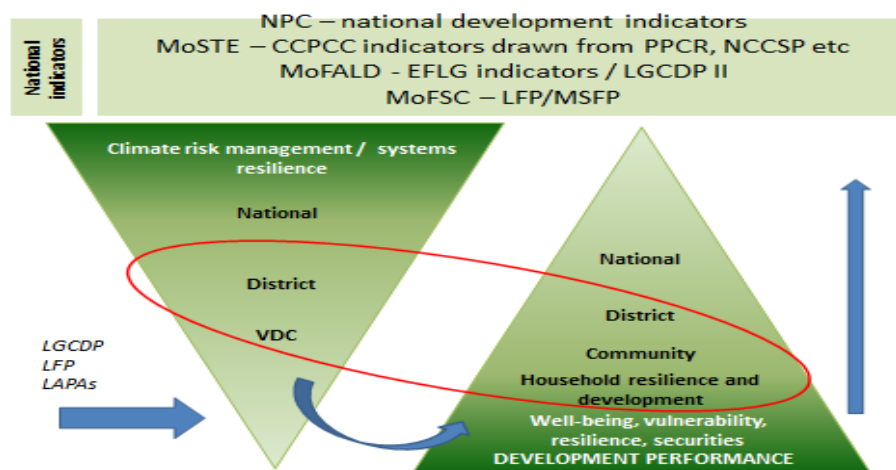 National indicators
NPC – national development indicators
MoSTE – CCPCC indicators drawn from PPCR, NCCSP etc
MoFALD - EFLG indicators / LGCDP II
MoFSC – LFP/MSFP
Climate risk management / systems
resilience
National
District
VDC
LGCDP
LFP
LAPAs
National
District
Community
Household resilience and
development
Well-being, vulnerability,
resilience, securities
DEVELOPMENT PERFORMANCE